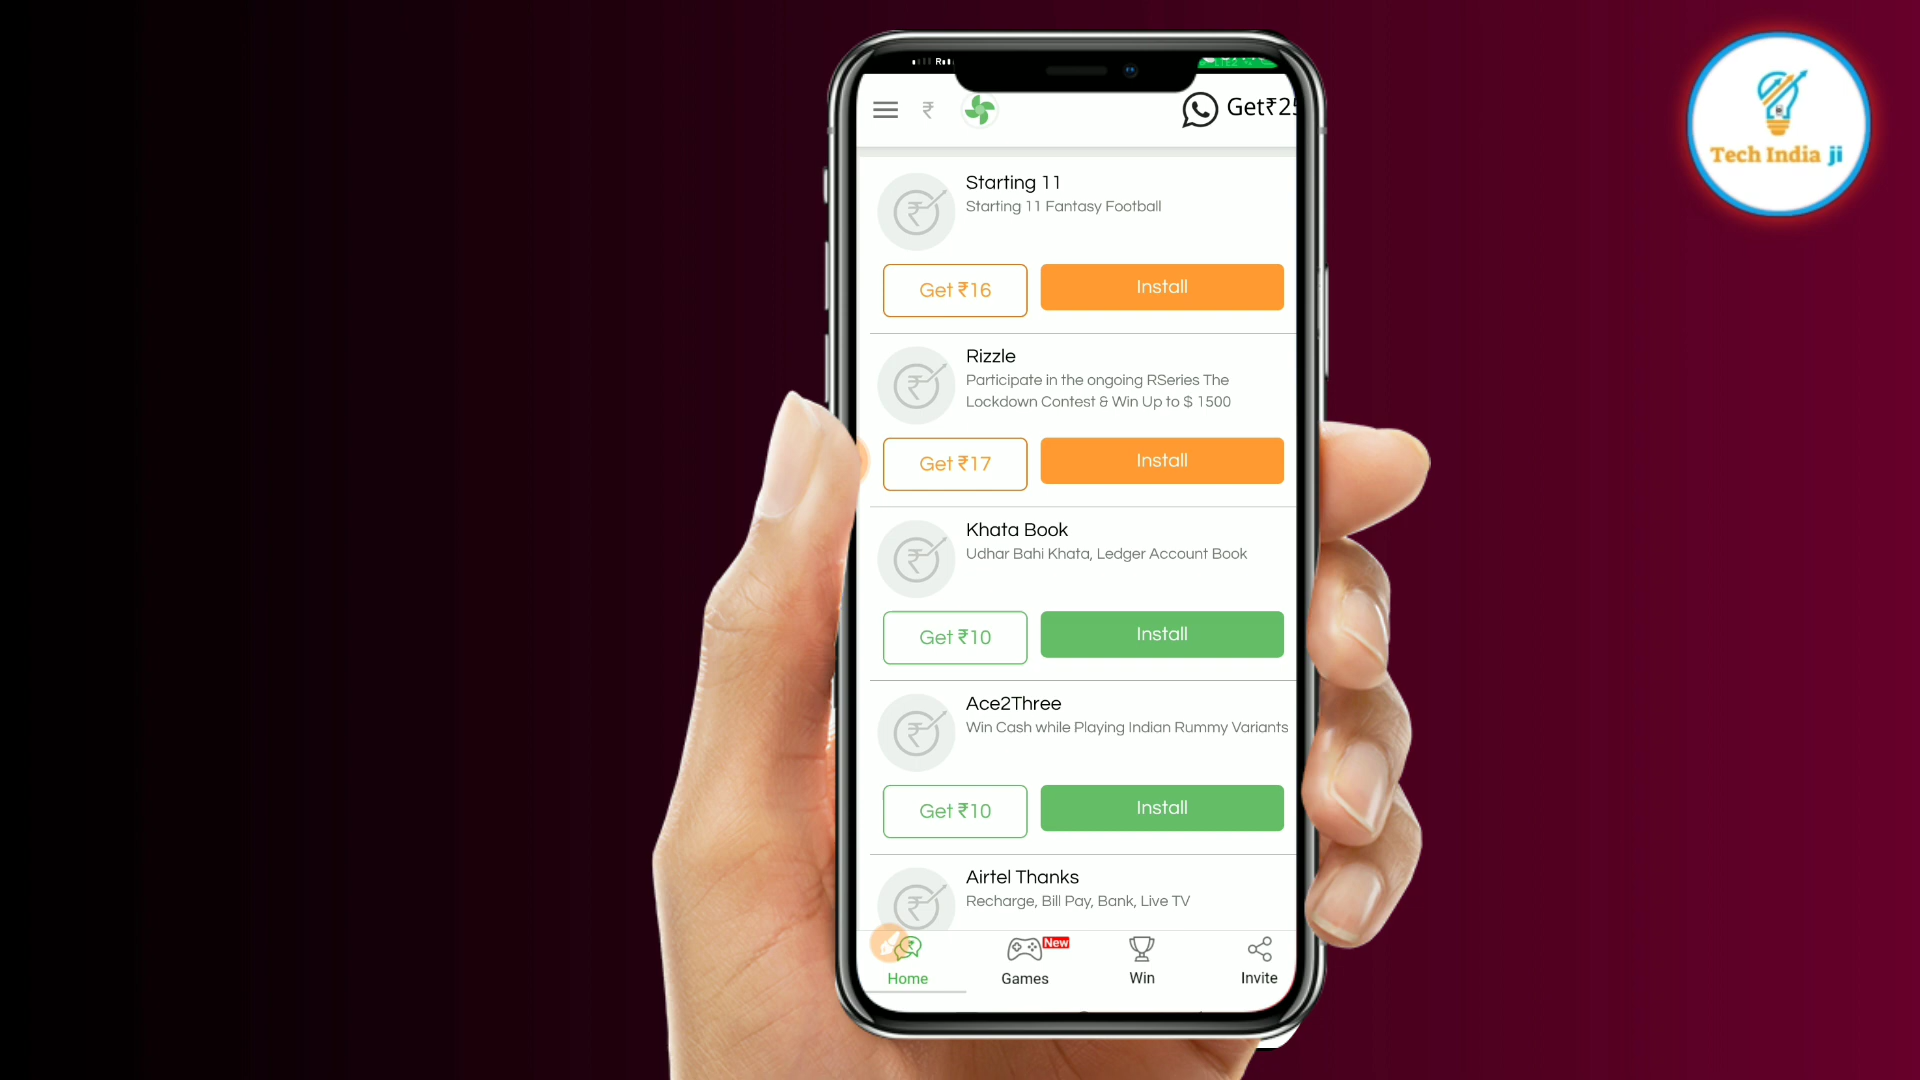 Tech India ji
Get₹25
Starting 11
Starting 11 Fantasy Football
Get ₹16
Install
Rizzle
Participate in the ongoing RSeries The
Lockdown Contest & Win Up to $ 1500
Get ₹17
Install
Khata Book
Udhar Bahi Khata, Ledger Account Book
Get ₹10
Install
Ace2Three
Win Cash while Playing Indian Rummy Variants
Get ₹10
Install
Airtel Thanks
Recharge, Bill Pay, Bank, Live TV
Home
Games
New
Win
Invite